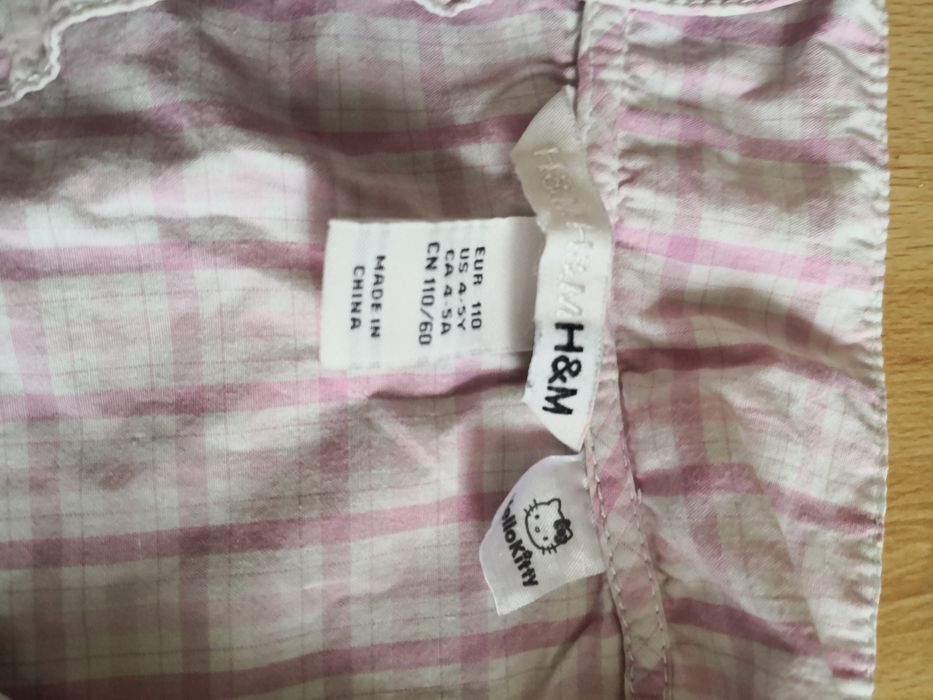 H&M H&M H&M
EUR 110
US 4-5Y
CA 4-5A
CN 110/60
MADE IN
CHINA
HelloKitty